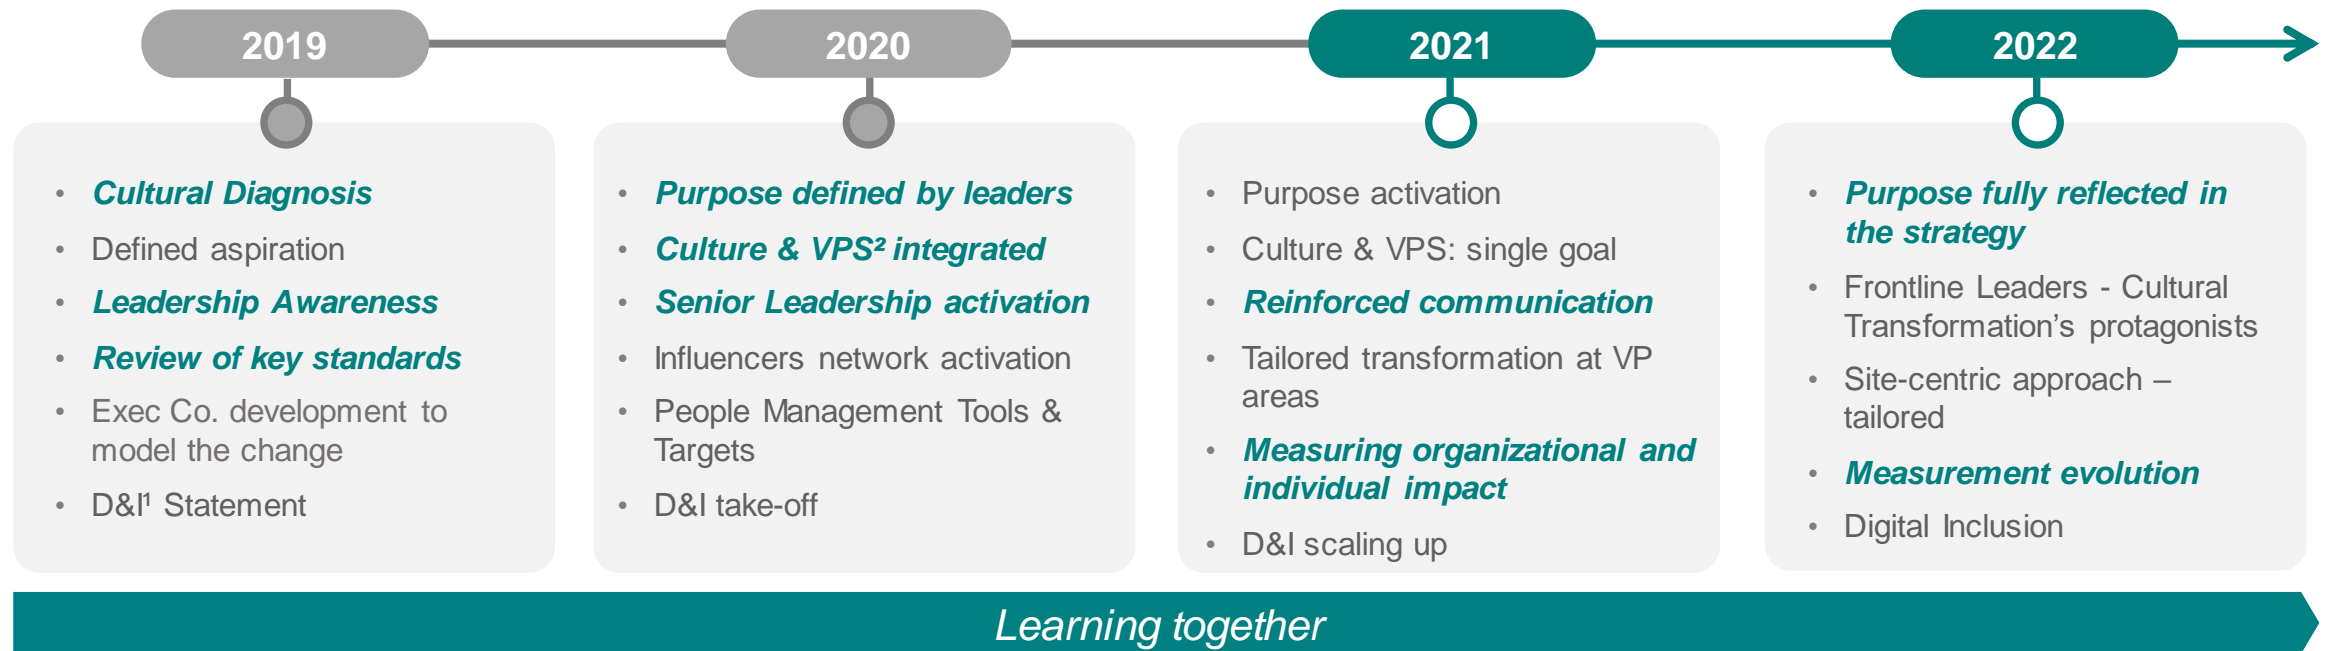 2019
• Cultural Diagnosis
• Defined aspiration
• Leadership Awareness
• Review of key standards
• Exec Co. development to
model the change
• D&I¹ Statement
2020
• Purpose defined by leaders
• Culture & VPS² integrated
• Senior Leadership activation
• Influencers network activation
• People Management Tools &
Targets
• D&I take-off
2021
• Purpose activation
• Culture & VPS: single goal
• Reinforced communication
• Tailored transformation at VP
areas
• Measuring organizational and
individual impact
• D&I scaling up
2022
• Purpose fully reflected in
the strategy
• Frontline Leaders - Cultural
Transformation’s protagonists
• Site-centric approach –
tailored
• Measurement evolution
• Digital Inclusion
Learning together